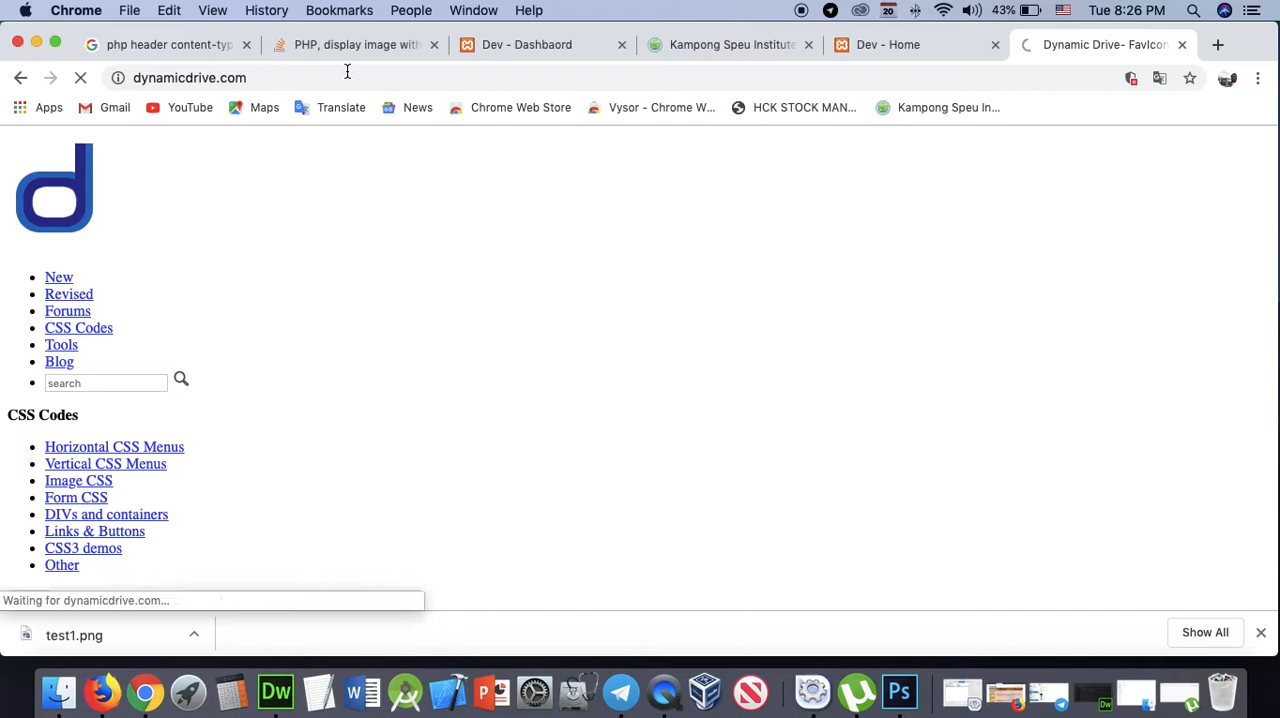 Chrome File Edit View History Bookmarks People Window Help 20 43% Tue 8:26 PM
php header content-typ PHP, display image with Dev - Dashbaord Kampong Speu Institute Dev - Home Dynamic Drive- FavIcon
dynamicdrive.com
Apps Gmail YouTube Maps Translate News Chrome Web Store Vysor - Chrome W... HCK STOCK MAN... Kampong Speu In...
d
New
Revised
Forums
CSS Codes
Tools
Blog
search
CSS Codes
Horizontal CSS Menus
Vertical CSS Menus
Image CSS
Form CSS
DIVs and containers
Links & Buttons
CSS3 demos
Other
Waiting for dynamicdrive.com...
test1.png Show All
Dw W P Ps